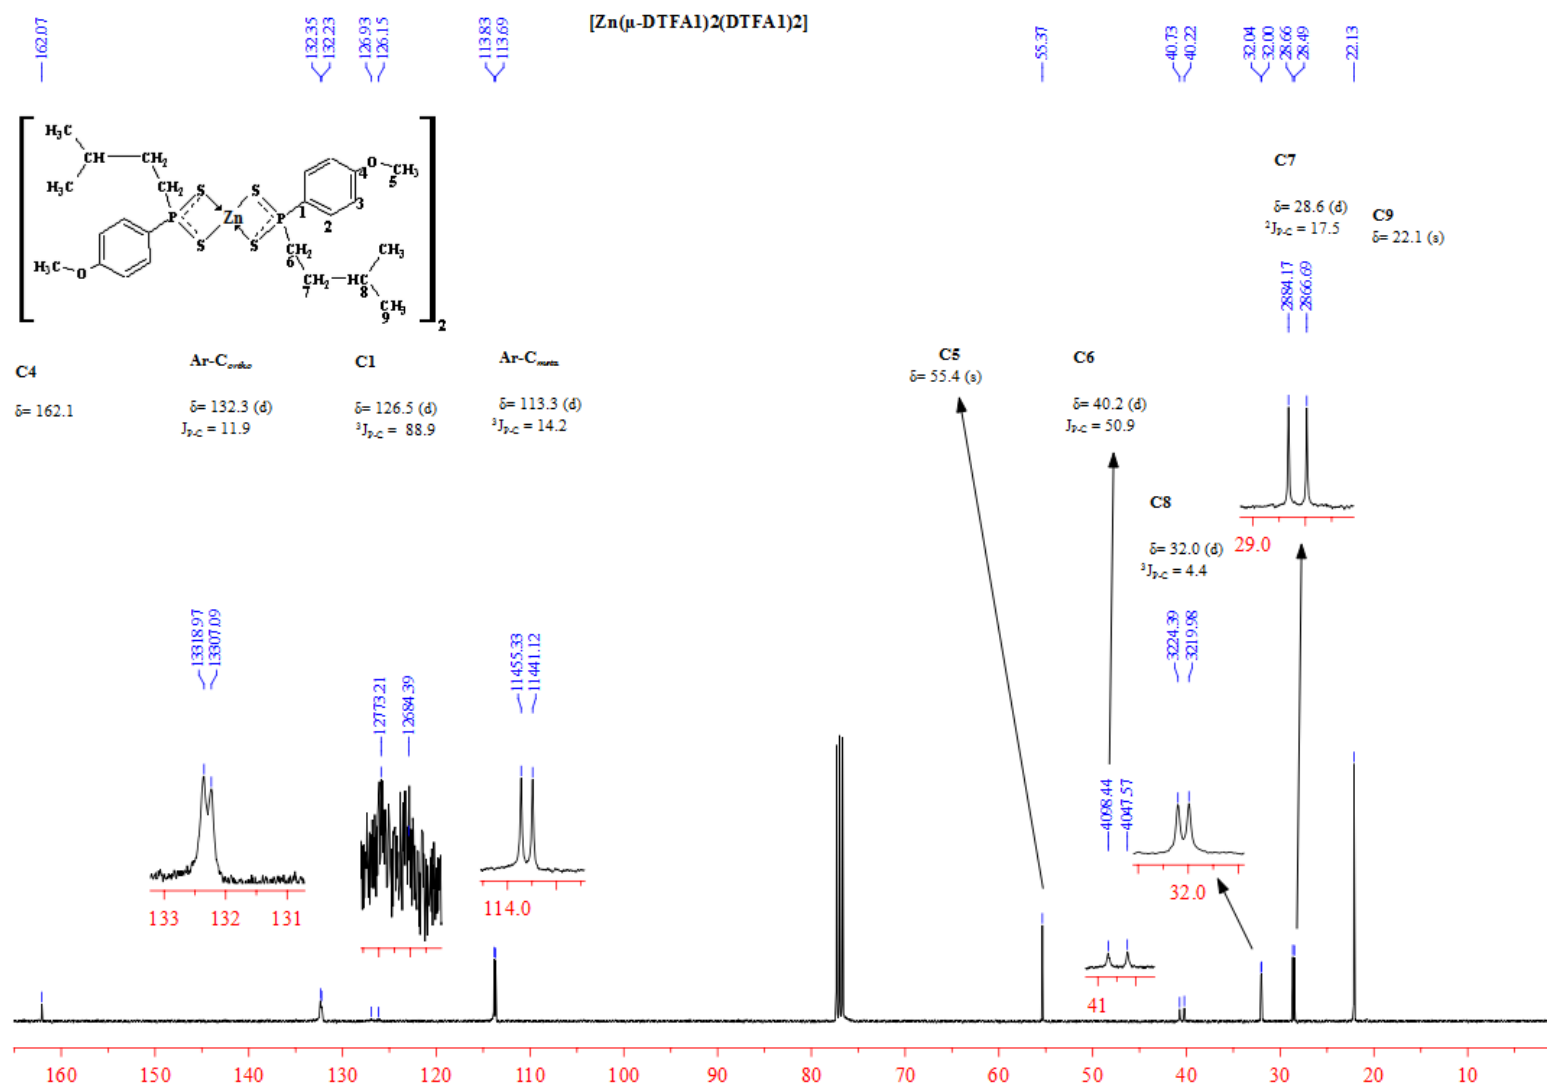 [Zn(μ-DTFA1)2(DTFA1)2]
162.07
132.35
132.23
126.93
126.15
113.83
113.69
55.37
40.73
40.22
32.04
32.00
28.66
28.49
22.13
H3C
CH
CH2
H3C
CH2
P
S
S
Zn
S
S
P
H3C
O
1
2
3
4
O
CH3
5
CH2
6
CH2
7
HC
8
CH3
CH3
9
2
C4
δ= 162.1
Ar-Cortho
δ= 132.3 (d)
JP-C = 11.9
C1
δ= 126.5 (d)
3JP-C = 88.9
Ar-Cmeta
δ= 113.3 (d)
3JP-C = 14.2
C5
δ= 55.4 (s)
C6
δ= 40.2 (d)
JP-C = 50.9
C8
δ= 32.0 (d)
3JP-C = 4.4
C7
δ= 28.6 (d)
2JP-C = 17.5
C9
δ= 22.1 (s)
2884.17
2866.69
29.0
13318.97
13307.09
133 132 131
12773.21
12684.39
11455.33
11441.12
114.0
4098.44
4047.57
41
3224.39
3219.98
32.0
160 150 140 130 120 110 100 90 80 70 60 50 40 30 20 10